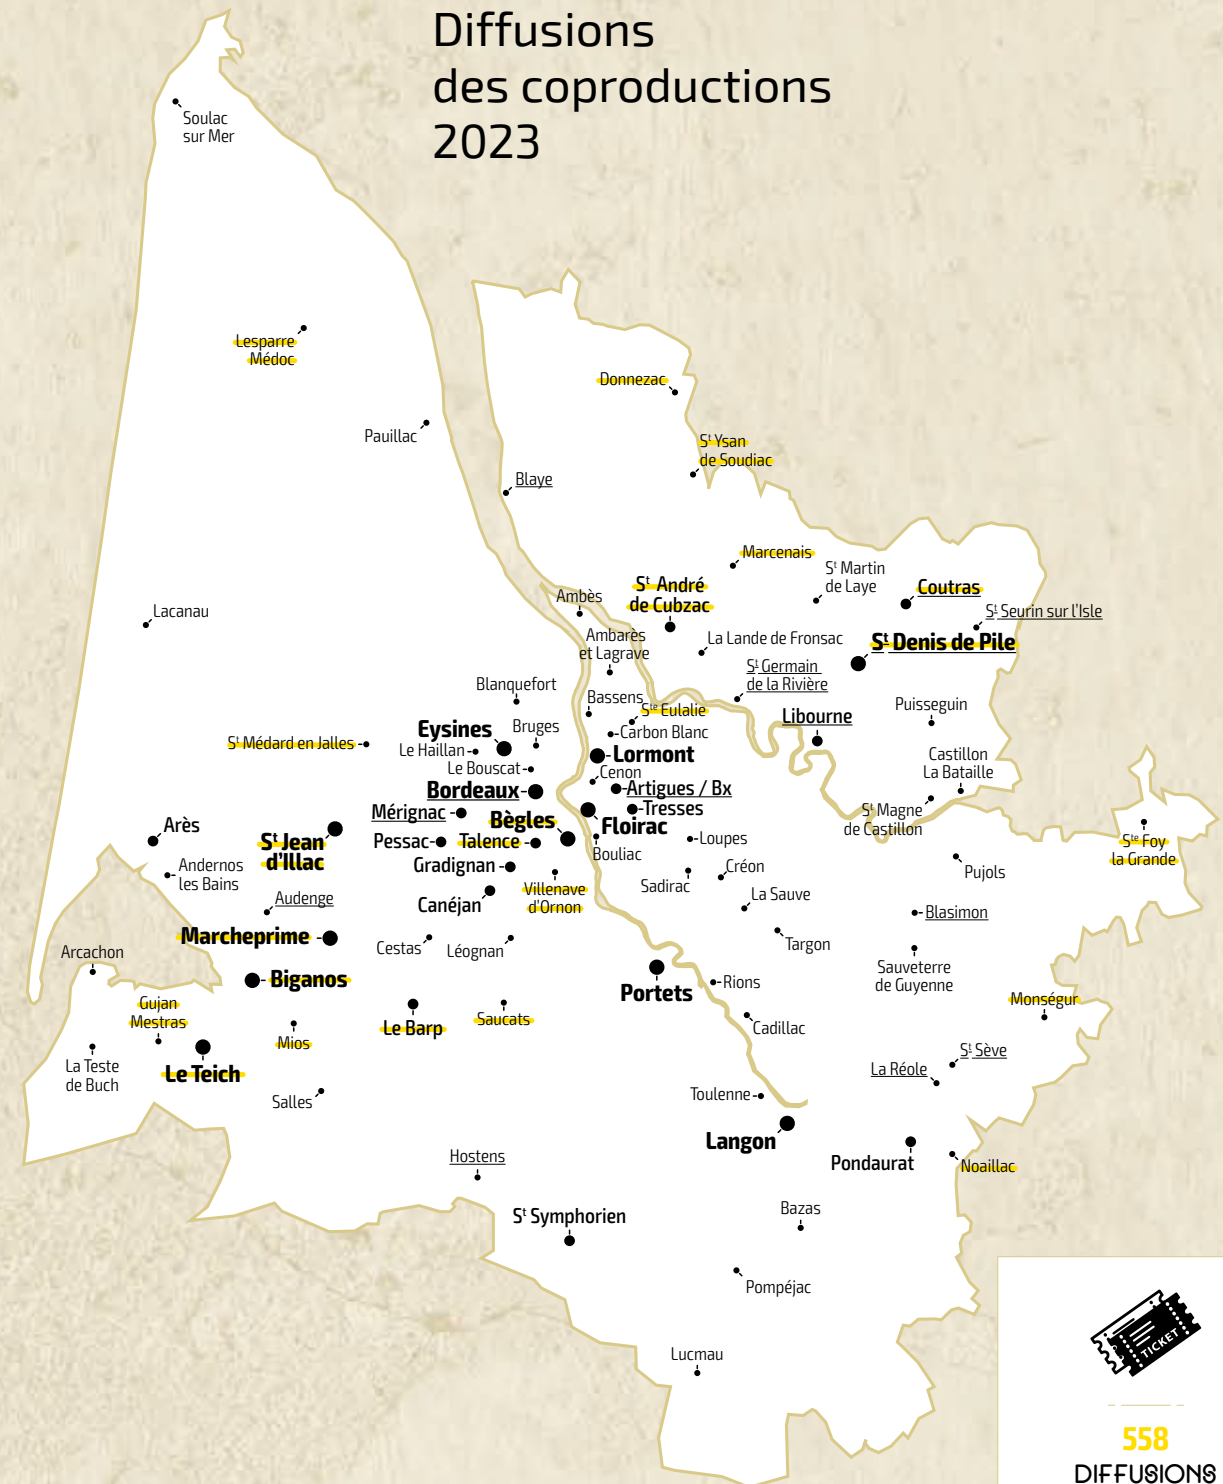 Diffusions
des coproductions
2023
Soulac
sur Mer
Lesparre
Médoc
Donnezac
Pauillac
St Ysan
de Soudiac
Blaye
Marcenais
St Martin
de Laye
St André
de Cubzac
Coutras
Ambès
Lacanau
St Seurin sur l'Isle
Ambarès
et Lagrave
La Lande de Fronsac
St Denis de Pile
St Germain
de la Rivière
Blanquefort
Bassens
Ste Eulalie
Puisseguin
Libourne
Eysines
Bruges
Carbon Blanc
St Médard en Jalles
Le Haillan
Lormont
Castillon
La Bataille
Le Bouscat
Cenon
Bordeaux
Artigues / Bx
Mérignac
Tresses
St Magne
de Castillon
Bègles
Floirac
Arès
St Jean
d'Illac
Pessac
Talence
Loupes
Ste Foy
la Grande
Bouliac
Gradignan
Créon
Pujols
Andernos
les Bains
Sadirac
Villenave
d'Ornon
Audenge
La Sauve
Canéjan
Blasimon
Marcheprime
Cestas
Léognan
Targon
Arcachon
Sauveterre
de Guyenne
Biganos
Rions
Portets
Gujan
Mestras
Monségur
Le Barp
Saucats
Cadillac
Mios
St Sève
La Teste
de Buch
Le Teich
La Réole
Salles
Toulenne
Langon
Hostens
Pondaurat
Noaillac
Bazas
St Symphorien
Pompéjac
Lucmau
TICKET
558
DIFFUSIONS